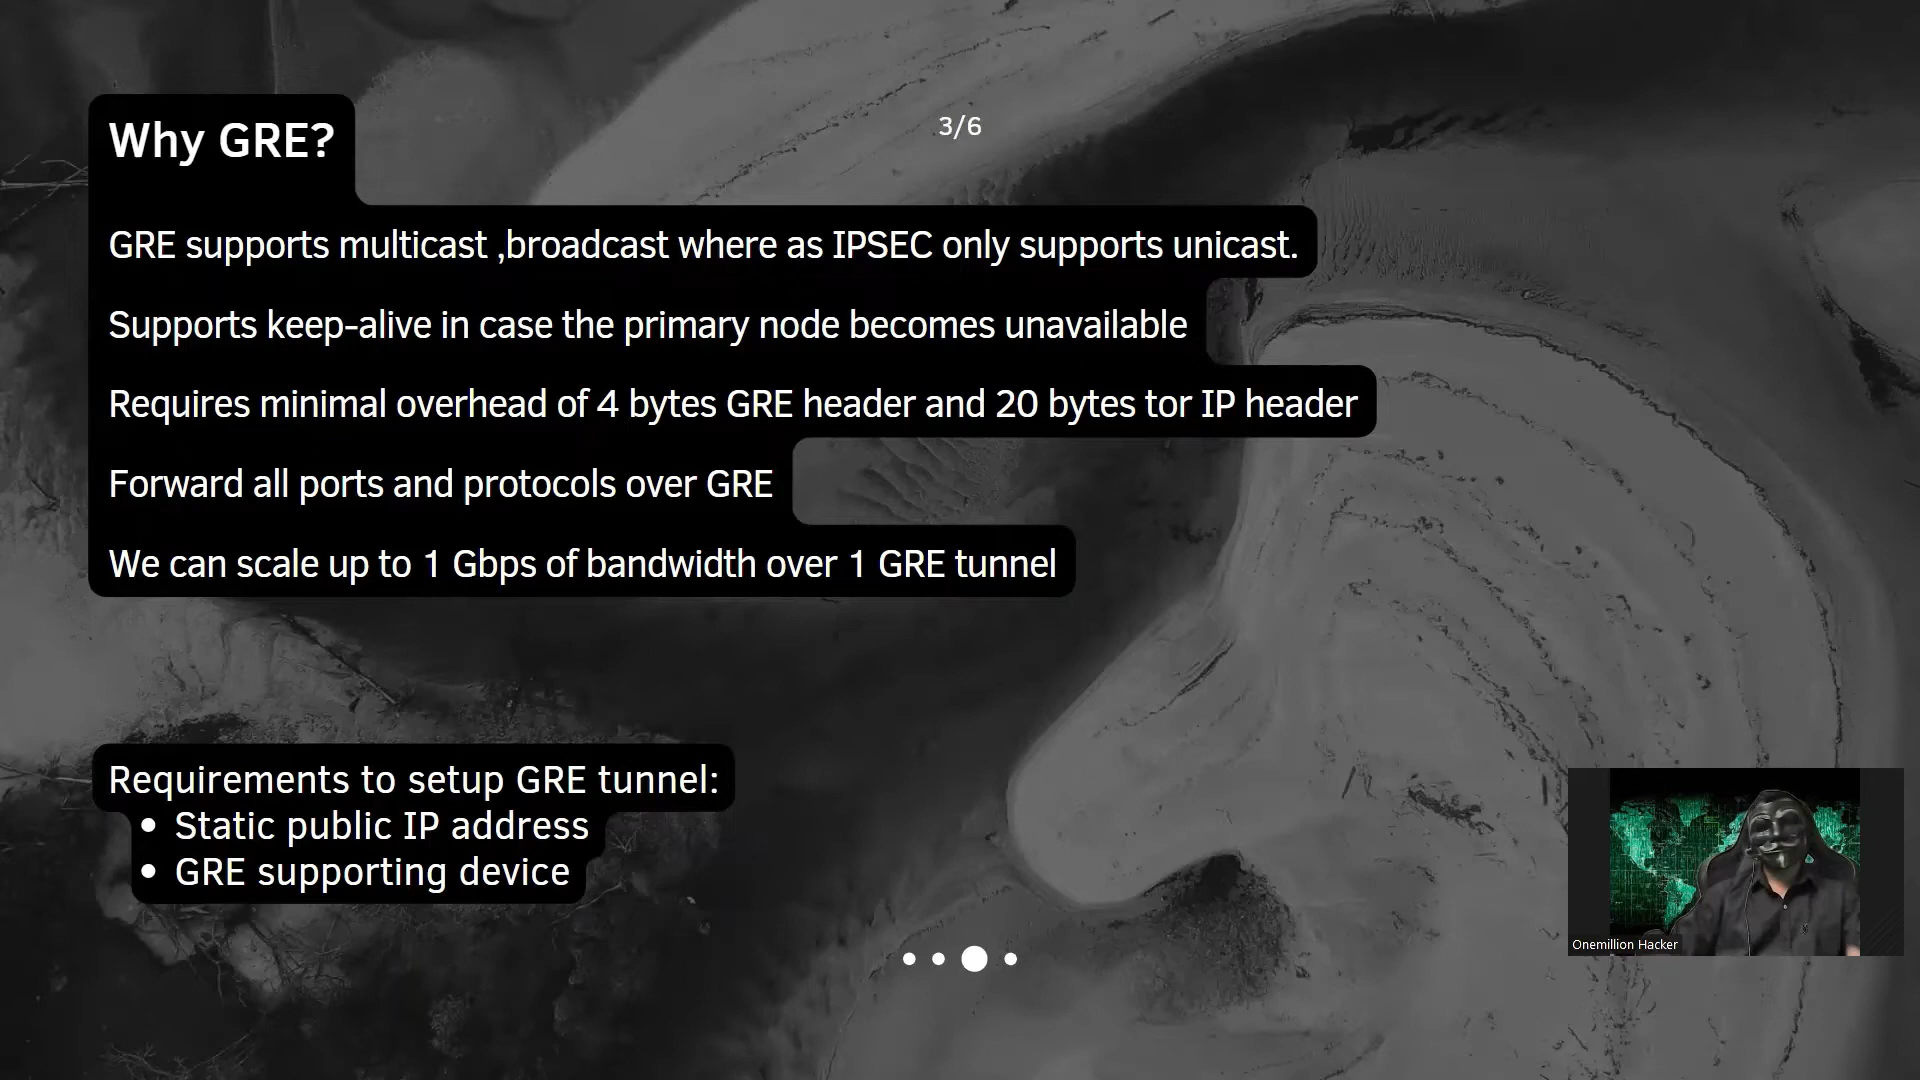 3/6
Why GRE?
GRE supports multicast ,broadcast where as IPSEC only supports unicast.
Supports keep-alive in case the primary node becomes unavailable
Requires minimal overhead of 4 bytes GRE header and 20 bytes tor IP header
Forward all ports and protocols over GRE
We can scale up to 1 Gbps of bandwidth over 1 GRE tunnel
Requirements to setup GRE tunnel:
• Static public IP address
• GRE supporting device
Onemillion Hacker